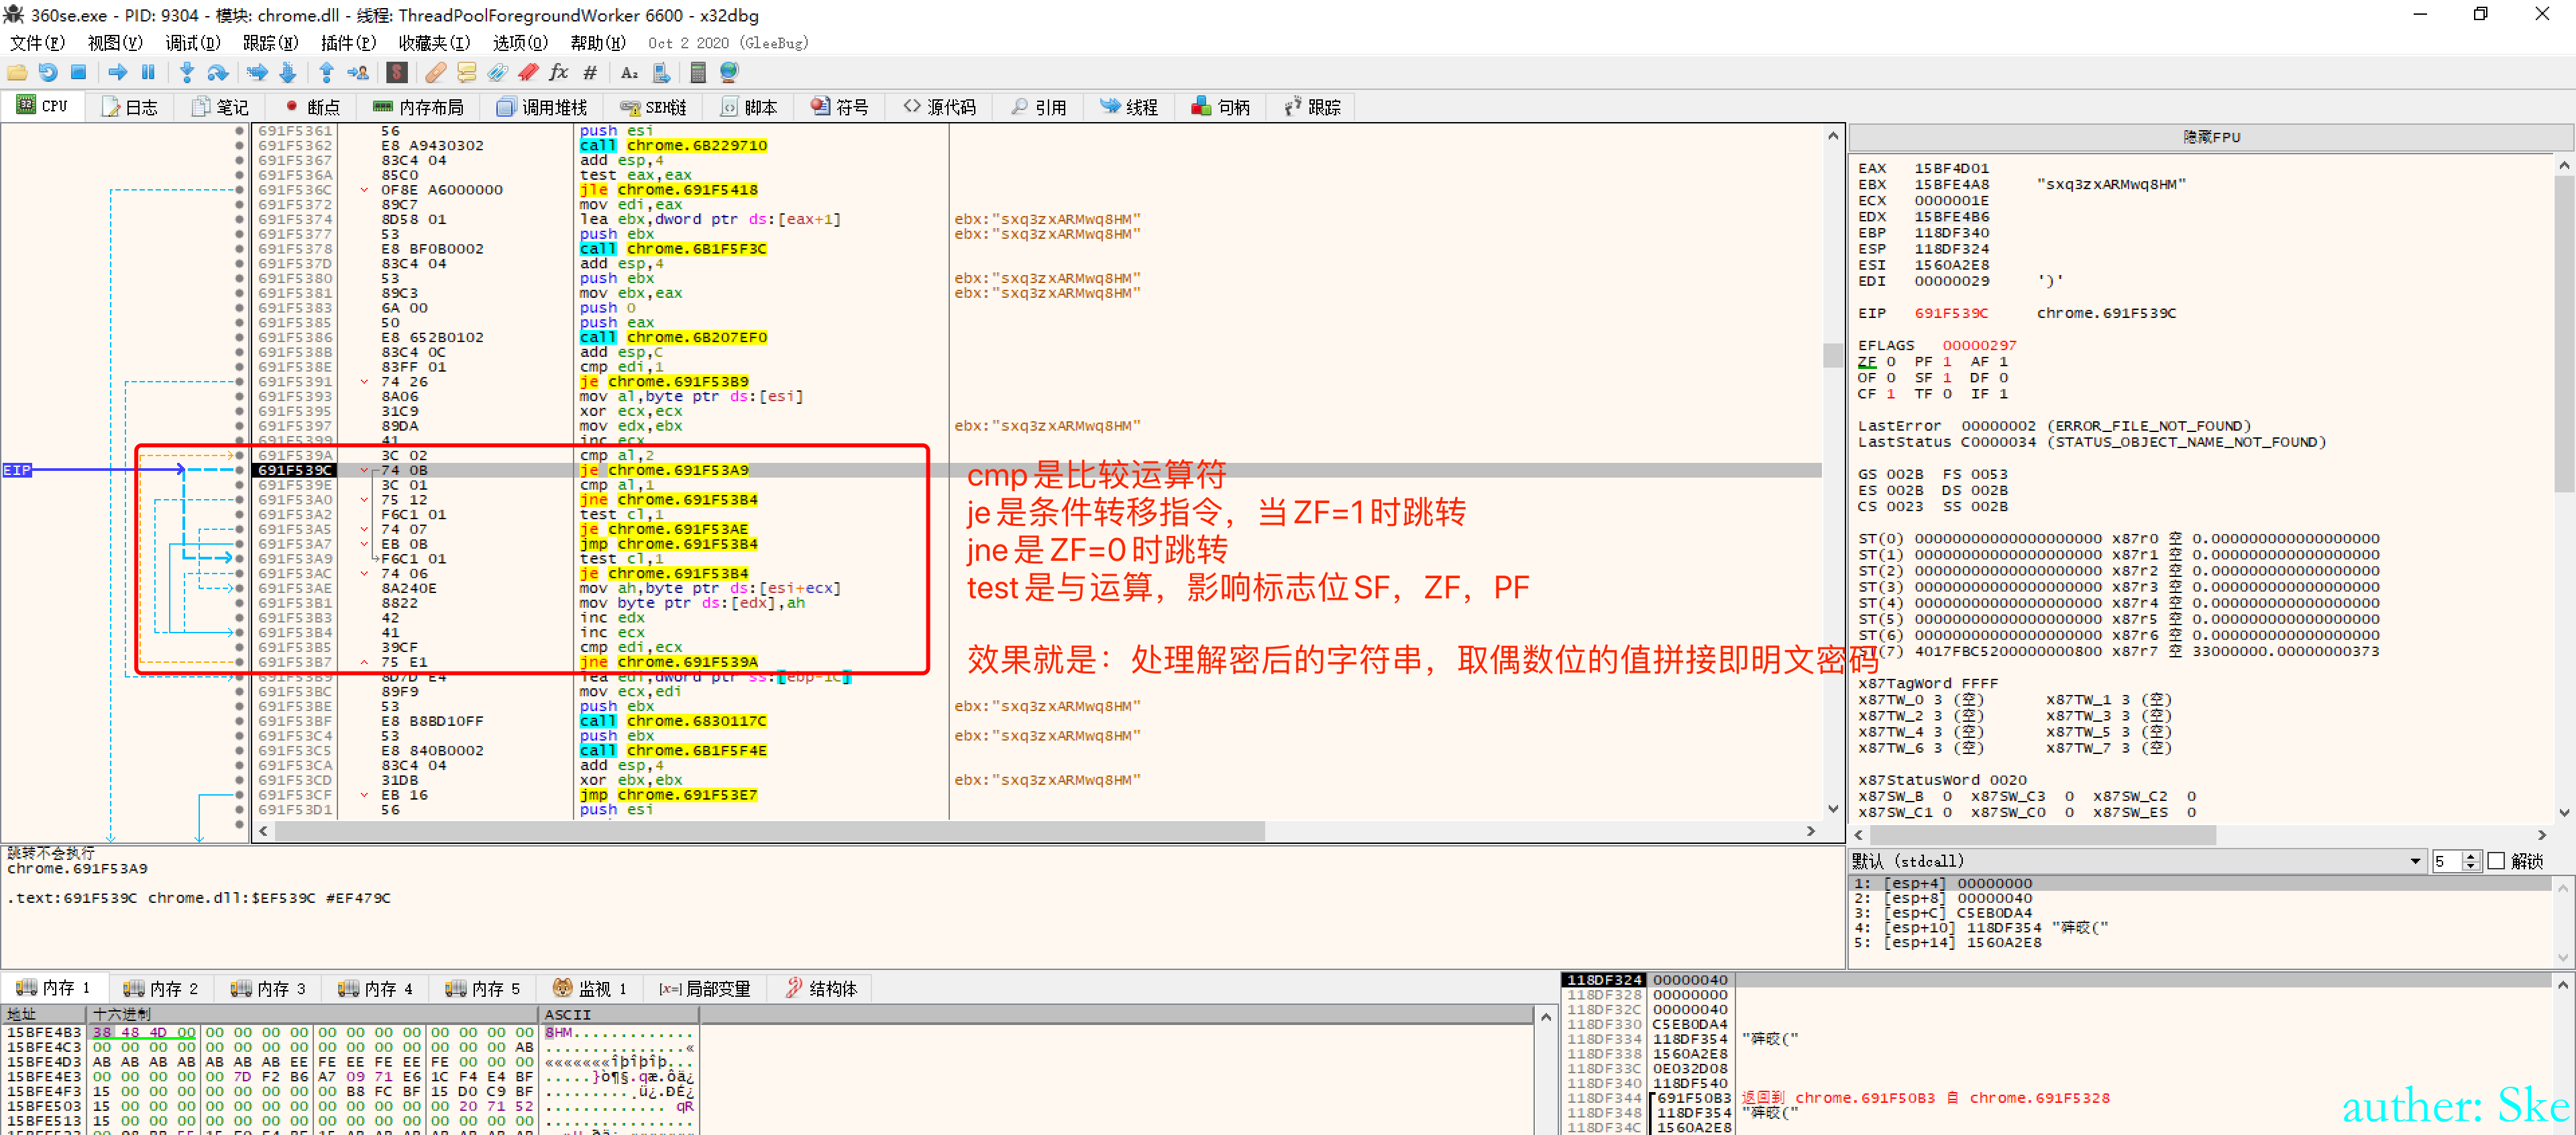 360se.exe - PID: 9304 - 模块: chrome.dll - 线程: ThreadPoolForegroundWorker 6600 - x32dbg
文件(F) 视图(V) 调试(D) 跟踪(N) 插件(P) 收藏夹(I) 选项(O) 帮助(H) Oct 2 2020 (GleeBug)
CPU 日志 笔记 断点 内存布局 调用堆栈 SEH链 脚本 符号 源代码 引用 线程 句柄 跟踪
691F5361 56 push esi
691F5362 E8 A9430302 call chrome.6B229710
691F5367 83C4 04 add esp,4
691F536A 85C0 test eax,eax
691F536C 0F8E A6000000 jle chrome.691F5418
691F5372 89C7 mov edi,eax
691F5374 8D58 01 lea ebx,dword ptr ds:[eax+1] ebx:"sxq3zxARMwq8HM"
691F5377 53 push ebx ebx:"sxq3zxARMwq8HM"
691F5378 E8 BF0B0002 call chrome.6B1F5F3C
691F537D 83C4 04 add esp,4
691F5380 53 push ebx ebx:"sxq3zxARMwq8HM"
691F5381 89C3 mov ebx,eax ebx:"sxq3zxARMwq8HM"
691F5383 6A 00 push 0
691F5385 50 push eax
691F5386 E8 652B0102 call chrome.6B207EF0
691F538B 83C4 0C add esp,C
691F538E 83FF 01 cmp edi,1
691F5391 74 26 je chrome.691F53B9
691F5393 8A06 mov al,byte ptr ds:[esi]
691F5395 31C9 xor ecx,ecx
691F5397 89DA mov edx,ebx ebx:"sxq3zxARMwq8HM"
691F5399 41 inc ecx
691F539A 3C 02 cmp al,2
EIP 691F539C 74 0B je chrome.691F53A9
691F539E 3C 01 cmp al,1
691F53A0 75 12 jne chrome.691F53B4
691F53A2 F6C1 01 test cl,1
691F53A5 74 07 je chrome.691F53AE
691F53A7 EB 0B jmp chrome.691F53B4
691F53A9 F6C1 01 test cl,1
691F53AC 74 06 je chrome.691F53B4
691F53AE 8A240E mov ah,byte ptr ds:[esi+ecx]
691F53B1 8822 mov byte ptr ds:[edx],ah
691F53B3 42 inc edx
691F53B4 41 inc ecx
691F53B5 39CF cmp edi,ecx
691F53B7 75 E1 jne chrome.691F539A
691F53B9 8D7D E4 lea edi,dword ptr ss:[ebp-1C]
691F53BC 89F9 mov ecx,edi
691F53BE 53 push ebx ebx:"sxq3zxARMwq8HM"
691F53BF E8 B8BD10FF call chrome.6830117C
691F53C4 53 push ebx ebx:"sxq3zxARMwq8HM"
691F53C5 E8 840B0002 call chrome.6B1F5F4E
691F53CA 83C4 04 add esp,4
691F53CD 31DB xor ebx,ebx ebx:"sxq3zxARMwq8HM"
691F53CF EB 16 jmp chrome.691F53E7
691F53D1 56 push esi
cmp是比较运算符
je是条件转移指令，当ZF=1时跳转
jne是ZF=0时跳转
test是与运算，影响标志位SF，ZF，PF
效果就是：处理解密后的字符串，取偶数位的值拼接即明文密码
隐藏FPU
EAX 15BF4D01
EBX 15BFE4A8 "sxq3zxARMwq8HM"
ECX 0000001E
EDX 15BFE4B6
EBP 118DF340
ESP 118DF324
ESI 1560A2E8
EDI 00000029 ')'
EIP 691F539C chrome.691F539C
EFLAGS 00000297
ZF 0 PF 1 AF 1
OF 0 SF 1 DF 0
CF 1 TF 0 IF 1
LastError 00000002 (ERROR_FILE_NOT_FOUND)
LastStatus C0000034 (STATUS_OBJECT_NAME_NOT_FOUND)
GS 002B FS 0053
ES 002B DS 002B
CS 0023 SS 002B
ST(0) 00000000000000000000 x87r0 空 0.000000000000000000
ST(1) 00000000000000000000 x87r1 空 0.000000000000000000
ST(2) 00000000000000000000 x87r2 空 0.000000000000000000
ST(3) 00000000000000000000 x87r3 空 0.000000000000000000
ST(4) 00000000000000000000 x87r4 空 0.000000000000000000
ST(5) 00000000000000000000 x87r5 空 0.000000000000000000
ST(6) 00000000000000000000 x87r6 空 0.000000000000000000
ST(7) 4017FBC5200000000800 x87r7 空 33000000.00000000373
x87TagWord FFFF
x87TW_0 3 (空) x87TW_1 3 (空)
x87TW_2 3 (空) x87TW_3 3 (空)
x87TW_4 3 (空) x87TW_5 3 (空)
x87TW_6 3 (空) x87TW_7 3 (空)
x87StatusWord 0020
x87SW_B 0 x87SW_C3 0 x87SW_C2 0
x87SW_C1 0 x87SW_C0 0 x87SW_ES 0
跳转不会执行
chrome.691F53A9
.text:691F539C chrome.dll:$EF539C #EF479C
默认 (stdcall) 5 解锁
1: [esp+4] 00000000
2: [esp+8] 00000040
3: [esp+C] C5EB0DA4
4: [esp+10] 118DF354
5: [esp+14] 1560A2E8
内存 1 内存 2 内存 3 内存 4 内存 5 监视 1 [x=] 局部变量 结构体
地址 十六进制 ASCII
15BFE4B3 38 48 4D 00 00 00 00 00 00 00 00 00 00 00 00 00 8HM.............
15BFE4C3 00 00 00 00 00 00 00 00 00 00 00 00 00 00 00 AB ...............«
15BFE4D3 AB AB AB AB AB AB AB EE FE EE FE EE FE 00 00 00 «««««««îþîþîþ...
15BFE4E3 00 00 00 00 00 7D F2 B6 A7 09 71 E6 1C F4 E4 BF .....}ò¶§.qæ.ôä¿
15BFE4F3 15 00 00 00 00 00 00 00 00 B8 FC BF 15 D0 C9 BF .........¸ü¿.ÐÉ¿
15BFE503 15 00 00 00 00 00 00 00 00 00 00 00 00 20 71 52 ............. qR
15BFE513 15 00 00 00 00 00 00 00 00 00 00 00 00 00 00 00
118DF324 00000040
118DF328 00000000
118DF32C 00000040
118DF330 C5EB0DA4
118DF334 118DF354
118DF338 1560A2E8
118DF33C 0E032D08
118DF340 118DF540
118DF344 691F50B3 返回到 chrome.691F50B3 自 chrome.691F5328
118DF348 118DF354
118DF34C 1560A2E8
auther: Ske